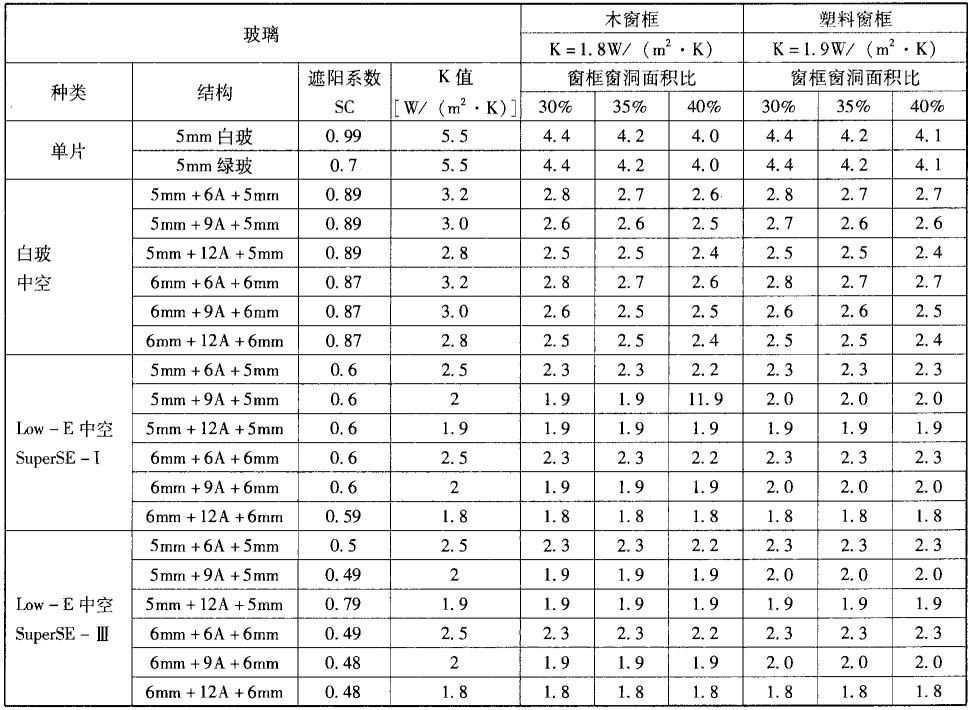 玻璃 木窗框 塑料窗框
K=1.8W/(m²·K) K=1.9W/(m²·K)
种类 结构 遮阳系数 SC K 值 [W/(m²·K)] 窗框窗洞面积比 窗框窗洞面积比
30% 35% 40% 30% 35% 40%
单片 5mm 白玻 0.99 5.5 4.4 4.2 4.0 4.4 4.2 4.1
5mm 绿玻 0.7 5.5 4.4 4.2 4.0 4.4 4.2 4.1
白玻中空 5mm+6A+5mm 0.89 3.2 2.8 2.7 2.6 2.8 2.7 2.7
5mm+9A+5mm 0.89 3.0 2.6 2.6 2.5 2.7 2.6 2.6
5mm+12A+5mm 0.89 2.8 2.5 2.5 2.4 2.5 2.5 2.4
6mm+6A+6mm 0.87 3.2 2.8 2.7 2.6 2.8 2.7 2.7
6mm+9A+6mm 0.87 3.0 2.6 2.5 2.5 2.6 2.6 2.5
6mm+12A+6mm 0.87 2.8 2.5 2.5 2.4 2.5 2.5 2.4
Low-E 中空 SuperSE-Ⅰ 5mm+6A+5mm 0.6 2.5 2.3 2.3 2.2 2.3 2.3 2.3
5mm+9A+5mm 0.6 2 1.9 1.9 11.9 2.0 2.0 2.0
5mm+12A+5mm 0.6 1.9 1.9 1.9 1.9 1.9 1.9 1.9
6mm+6A+6mm 0.6 2.5 2.3 2.3 2.2 2.3 2.3 2.3
6mm+9A+6mm 0.6 2 1.9 1.9 1.9 2.0 2.0 2.0
6mm+12A+6mm 0.59 1.8 1.8 1.8 1.8 1.8 1.8 1.8
Low-E 中空 SuperSE-Ⅲ 5mm+6A+5mm 0.5 2.5 2.3 2.3 2.2 2.3 2.3 2.3
5mm+9A+5mm 0.49 2 1.9 1.9 1.9 2.0 2.0 2.0
5mm+12A+5mm 0.79 1.9 1.9 1.9 1.9 1.9 1.9 1.9
6mm+6A+6mm 0.49 2.5 2.3 2.3 2.2 2.3 2.3 2.3
6mm+9A+6mm 0.48 2 1.9 1.9 1.9 2.0 2.0 2.0
6mm+12A+6mm 0.48 1.8 1.8 1.8 1.8 1.8 1.8 1.8